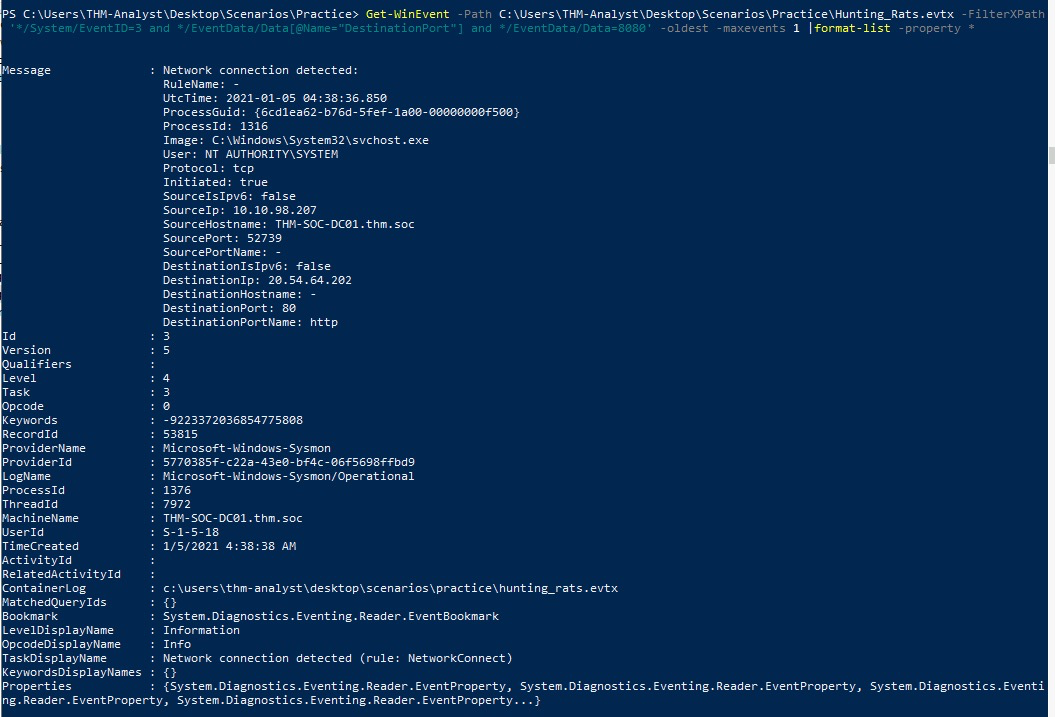 PS C:\Users\THM-Analyst\Desktop\Scenarios\Practice> Get-WinEvent -Path C:\Users\THM-Analyst\Desktop\Scenarios\Practice\Hunting_Rats.evtx -FilterXPath
'*/System/EventID=3 and */EventData/Data[@Name="DestinationPort"] and */EventData/Data=8080' -oldest -maxevents 1 |format-list -property *
Message : Network connection detected:
RuleName: -
UtcTime: 2021-01-05 04:38:36.850
ProcessGuid: {6cd1ea62-b76d-5fef-1a00-00000000f500}
ProcessId: 1316
Image: C:\Windows\System32\svchost.exe
User: NT AUTHORITY\SYSTEM
Protocol: tcp
Initiated: true
SourceIsIpv6: false
SourceIp: 10.10.98.207
SourceHostname: THM-SOC-DC01.thm.soc
SourcePort: 52739
SourcePortName: -
DestinationIsIpv6: false
DestinationIp: 20.54.64.202
DestinationHostname: -
DestinationPort: 80
DestinationPortName: http
Id : 3
Version : 5
Qualifiers :
Level : 4
Task : 3
Opcode : 0
Keywords : -9223372036854775808
RecordId : 53815
ProviderName : Microsoft-Windows-Sysmon
ProviderId : 5770385f-c22a-43e0-bf4c-06f5698ffbd9
LogName : Microsoft-Windows-Sysmon/Operational
ProcessId : 1376
ThreadId : 7972
MachineName : THM-SOC-DC01.thm.soc
UserId : S-1-5-18
TimeCreated : 1/5/2021 4:38:38 AM
ActivityId :
RelatedActivityId :
ContainerLog : c:\users\thm-analyst\desktop\scenarios\practice\hunting_rats.evtx
MatchedQueryIds : {}
Bookmark : System.Diagnostics.Eventing.Reader.EventBookmark
LevelDisplayName : Information
OpcodeDisplayName : Info
TaskDisplayName : Network connection detected (rule: NetworkConnect)
KeywordsDisplayNames : {}
Properties : {System.Diagnostics.Eventing.Reader.EventProperty, System.Diagnostics.Eventing.Reader.EventProperty, System.Diagnostics.Eventi
ng.Reader.EventProperty, System.Diagnostics.Eventing.Reader.EventProperty...}